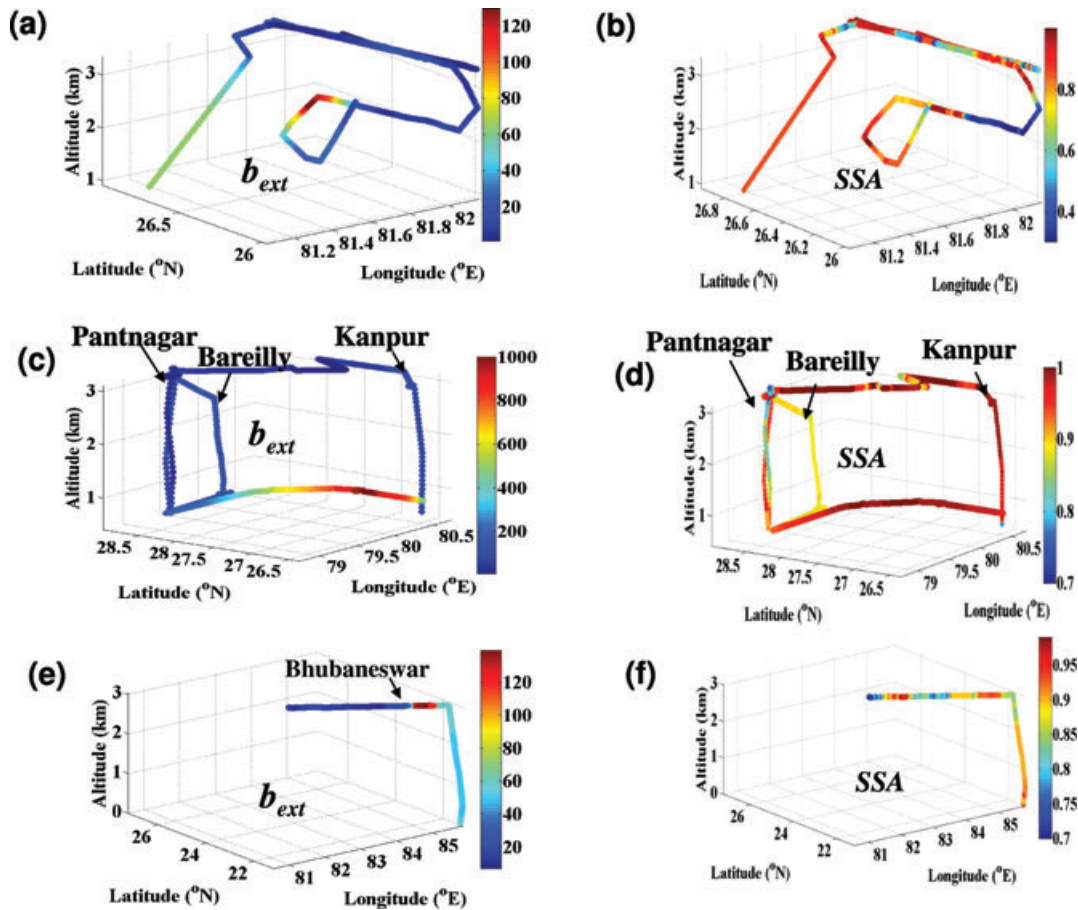 (a)
Altitude (km)
3
2
1
b_ext
26.5
26
Latitude (°N)
81.2
81.4
81.6
81.8
82
Longitude (°E)
120
100
80
60
40
20
(b)
Altitude (km)
3
2
1
SSA
26.8
26.6
26.4
26.2
26
Latitude (°N)
81.2
81.4
81.6
81.8
82
Longitude (°E)
0.8
0.6
0.4
(c)
Pantnagar
Bareilly
Kanpur
Altitude (km)
3
2
1
b_ext
28.5
28
27.5
27
26.5
Latitude (°N)
79
79.5
80
80.5
Longitude (°E)
1000
800
600
400
200
(d)
Pantnagar
Bareilly
Kanpur
Altitude (km)
3
2
1
SSA
28.5
28
27.5
27
26.5
Latitude (°N)
79
79.5
80
80.5
Longitude (°E)
1
0.9
0.8
0.7
(e)
Bhubaneswar
Altitude (km)
3
2
1
0
b_ext
26
24
22
Latitude (°N)
81
82
83
84
85
Longitude (°E)
120
100
80
60
40
20
(f)
Altitude (km)
3
2
1
0
SSA
26
24
22
Latitude (°N)
81
82
83
84
85
Longitude (°E)
0.95
0.9
0.85
0.8
0.75
0.7